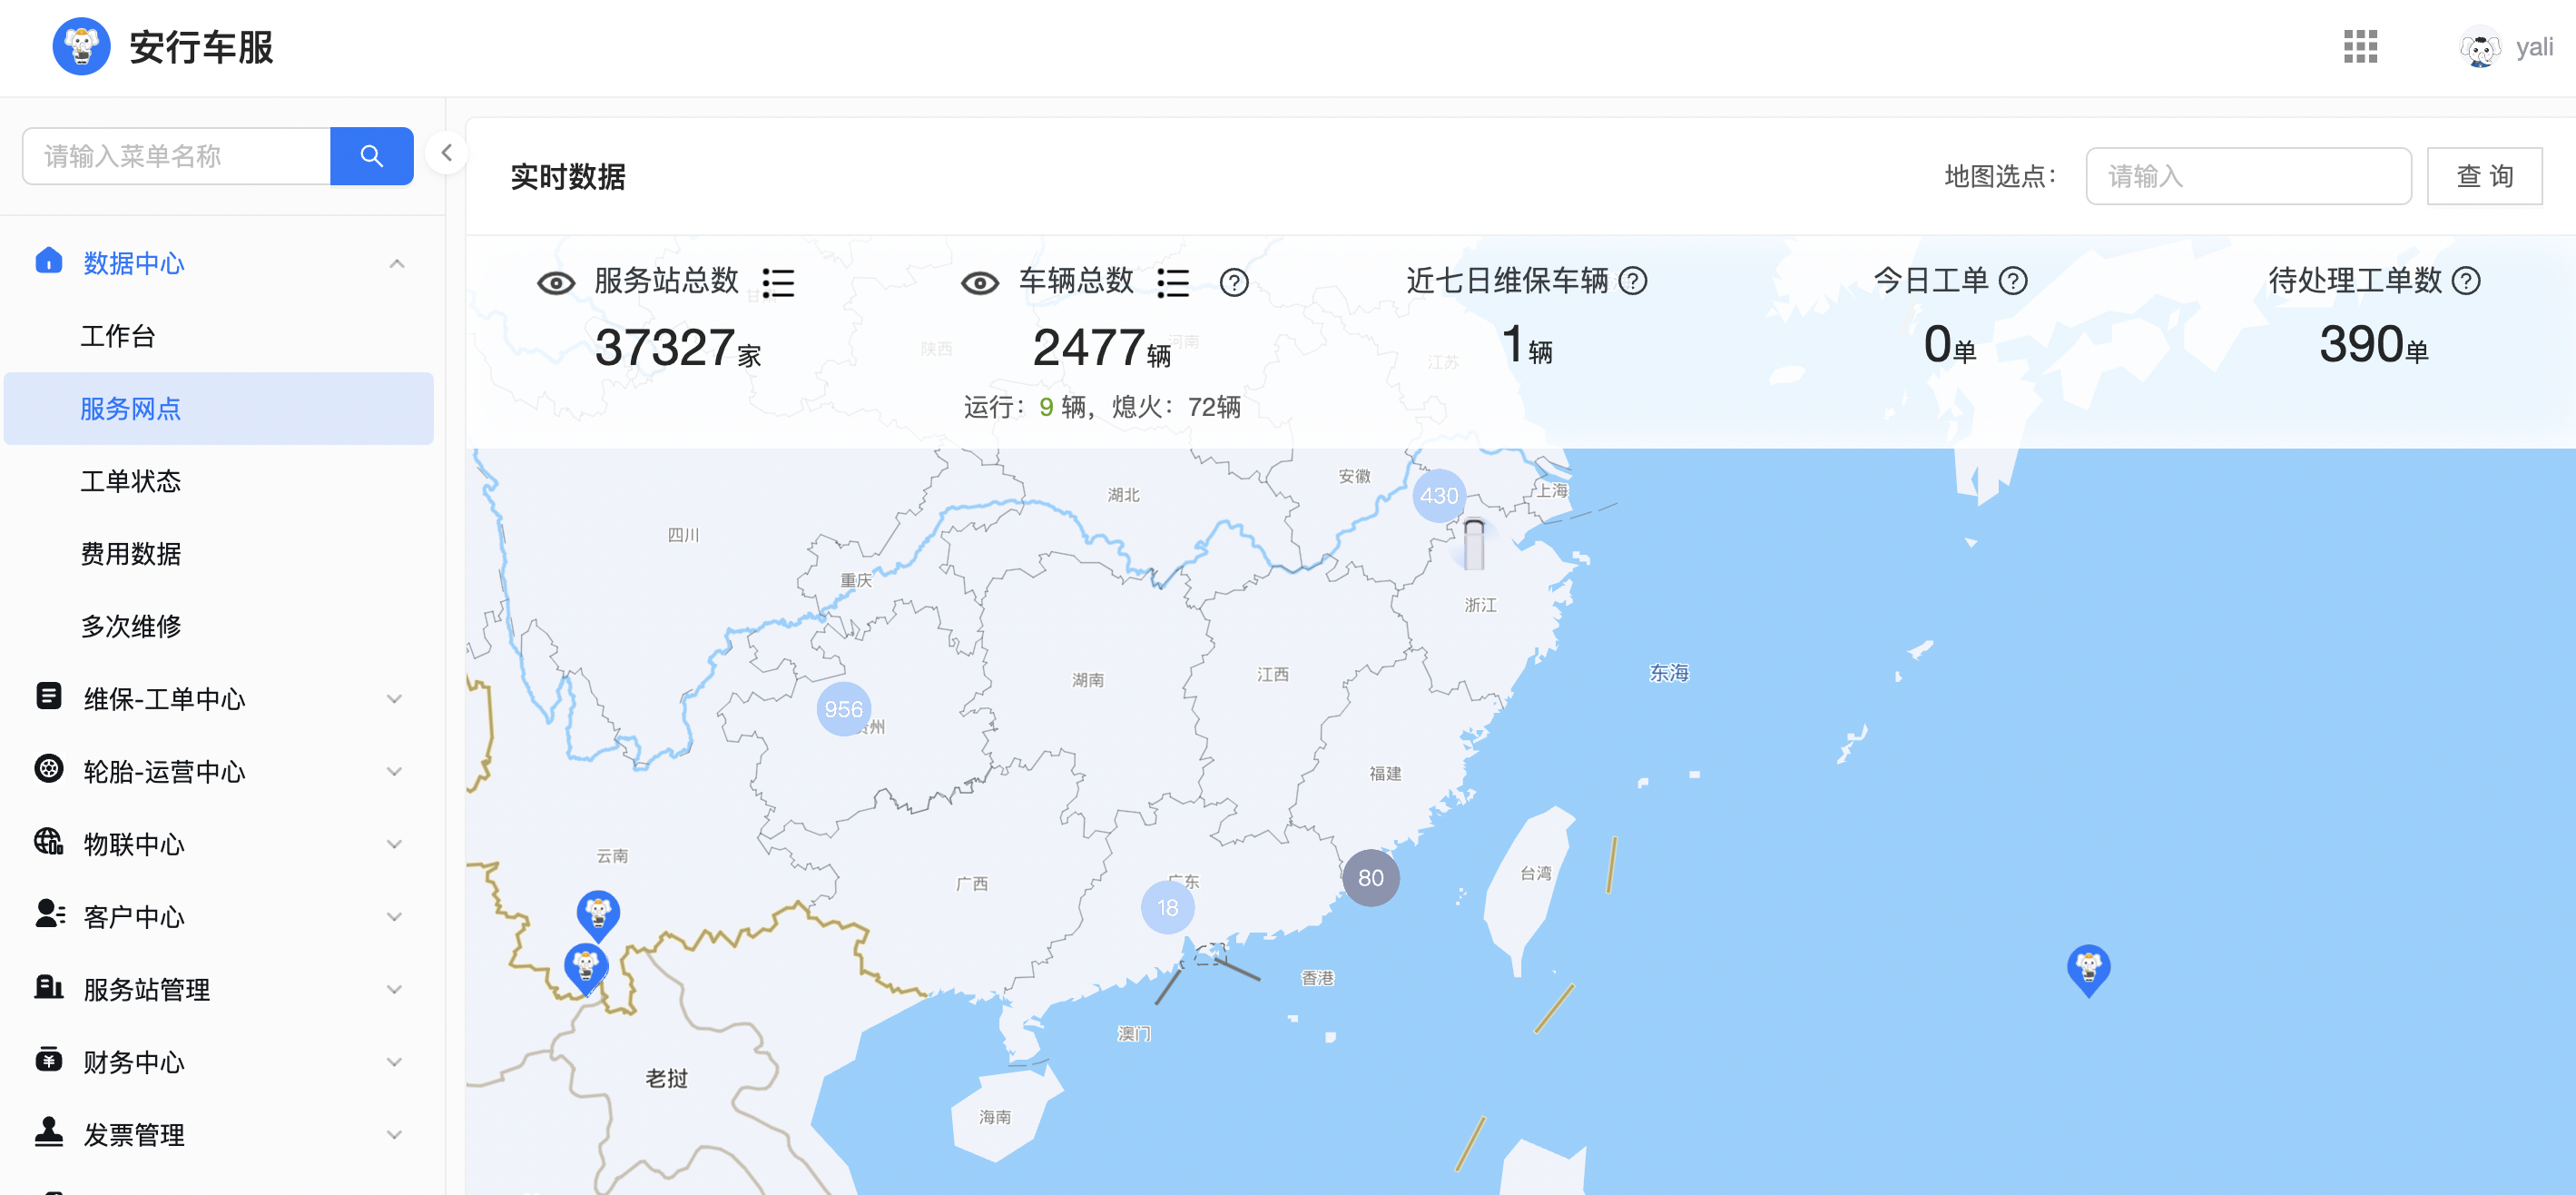 安行车服
yali
请输入菜单名称
实时数据
地图选点：
请输入
查 询
数据中心
工作台
服务网点
工单状态
费用数据
多次维修
维保-工单中心
轮胎-运营中心
物联中心
客户中心
服务站管理
财务中心
发票管理
服务站总数
37327家
车辆总数
2477辆
运行：9 辆，熄火：72辆
近七日维保车辆
1辆
今日工单
0单
待处理工单数
390单
陕西
河南
江苏
安徽
430
上海
湖北
四川
重庆
浙江
东海
湖南
江西
956
州
福建
云南
台湾
80
广西
广东
18
香港
澳门
老挝
海南